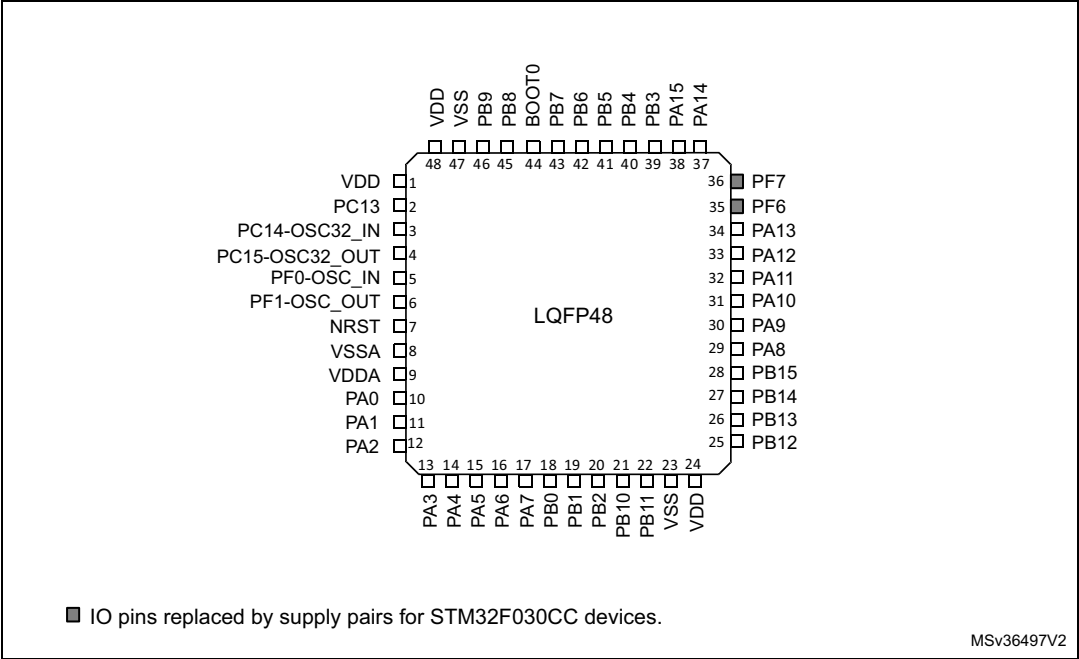 VDD
VSS
PB9
PB8
BOOT0
PB7
PB6
PB5
PB4
PB3
PA15
PA14
48 47 46 45 44 43 42 41 40 39 38 37
VDD 1
PC13 2
PC14-OSC32_IN 3
PC15-OSC32_OUT 4
PF0-OSC_IN 5
PF1-OSC_OUT 6
NRST 7
VSSA 8
VDDA 9
PA0 10
PA1 11
PA2 12
LQFP48
36 PF7
35 PF6
34 PA13
33 PA12
32 PA11
31 PA10
30 PA9
29 PA8
28 PB15
27 PB14
26 PB13
25 PB12
13 14 15 16 17 18 19 20 21 22 23 24
PA3
PA4
PA5
PA6
PA7
PB0
PB1
PB2
PB10
PB11
VSS
VDD
IO pins replaced by supply pairs for STM32F030CC devices.
MSv36497V2